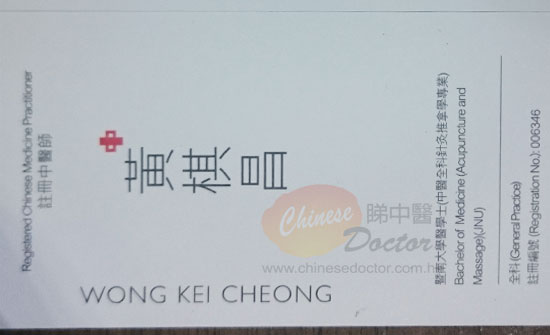 Registered Chinese Medicine Practitioner
註冊中醫師
黃棋昌
WONG KEI CHEONG
Chinese
睇中醫
Doctor
www.chinesedoctor.com.h
暨南大學醫學士(中醫全科針灸推拿學專業)
Bachelor of Medicine (Acupuncture and
Massage)(JNU)
全科 (General Practice)
註冊編號 (Registration No.): 006346